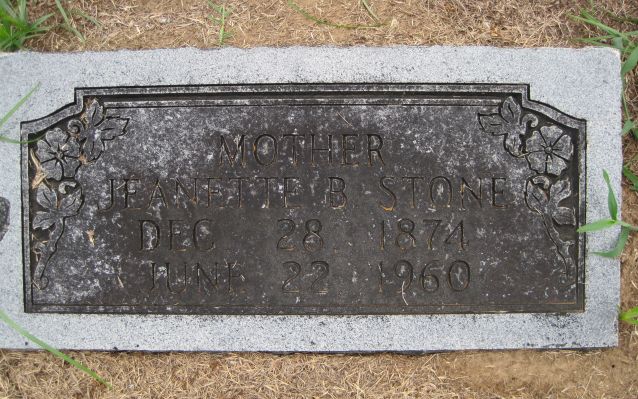 MOTHER
JEANETTE B. STONE
DEC. 28, 1874
JUNE 22, 1960